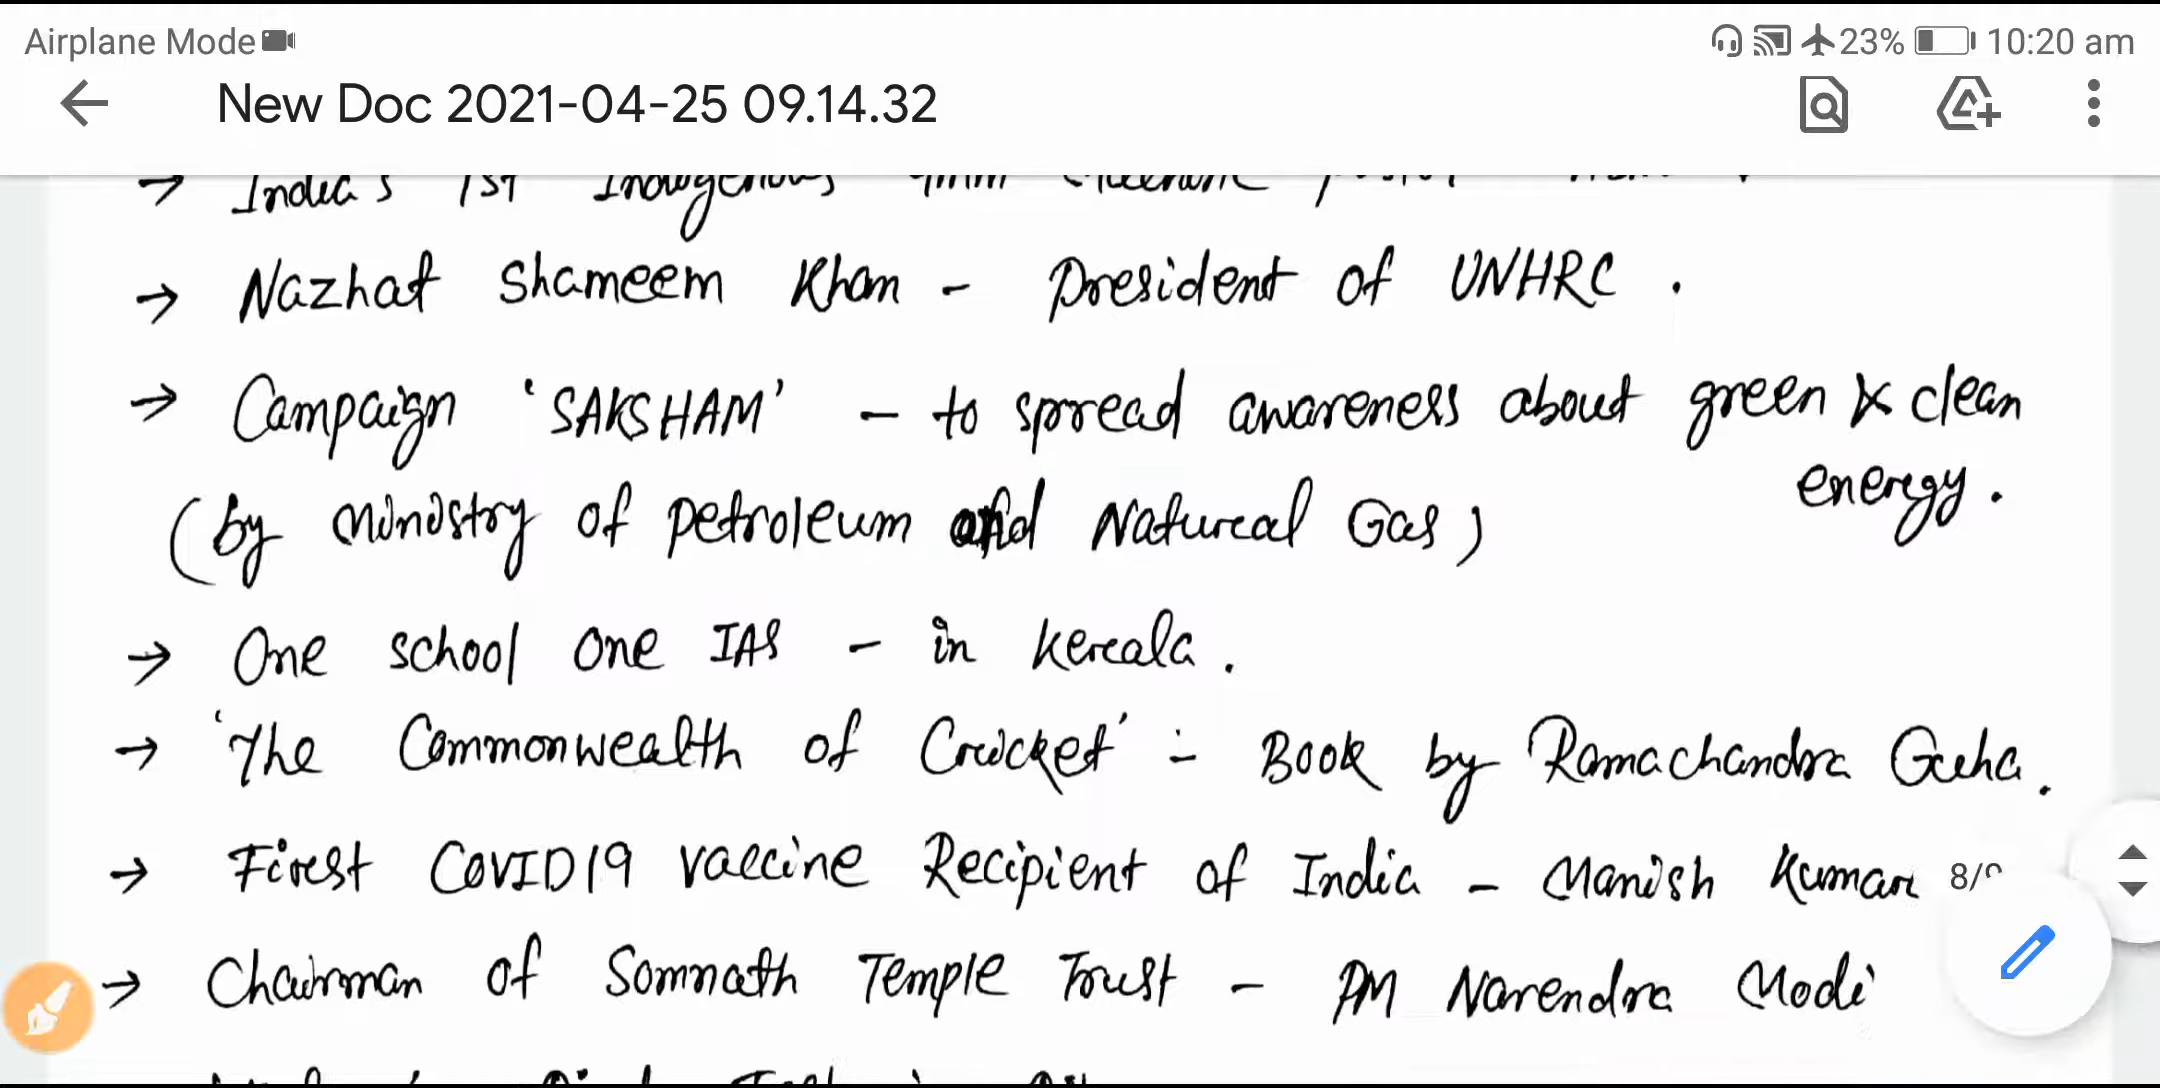 Airplane Mode 23% 10:20 am
New Doc 2021-04-25 09.14.32
→ India's 1st Indigenous 9mm
→ Nazhat Shameem Khan - President of UNHRC .
→ Campaign 'SAKSHAM' - to spread awareness about green & clean
energy .
(by ministry of petroleum and Natural Gas)
→ One school one IAS - in kerala .
→ 'The Commonwealth of Cricket' :- Book by Ramachandra Guha .
→ First COVID19 vaccine Recipient of India - Manish Kumar 8/
→ Chairman of Somnath Temple Trust - PM Narendra Modi